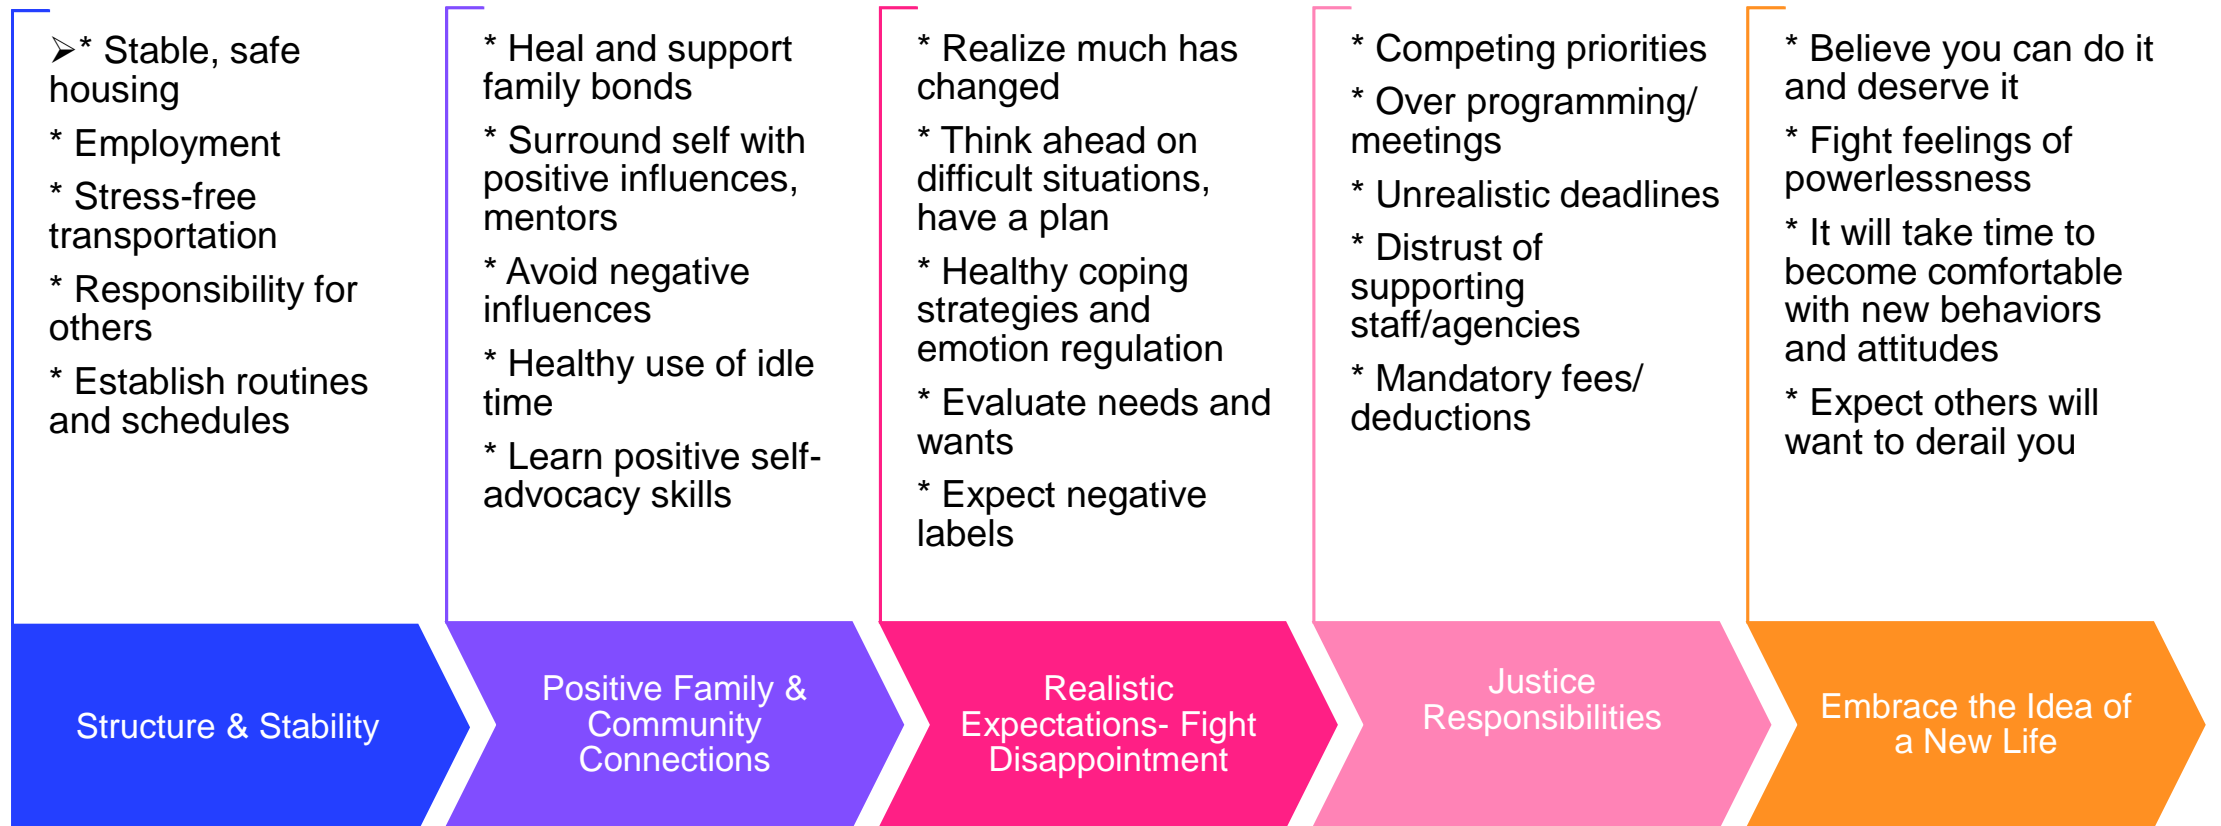 ➢* Stable, safe
housing
* Employment
* Stress-free
transportation
* Responsibility for
others
* Establish routines
and schedules
Structure & Stability
* Heal and support
family bonds
* Surround self with
positive influences,
mentors
* Avoid negative
influences
* Healthy use of idle
time
* Learn positive self-
advocacy skills
Positive Family &
Community
Connections
* Realize much has
changed
* Think ahead on
difficult situations,
have a plan
* Healthy coping
strategies and
emotion regulation
* Evaluate needs and
wants
* Expect negative
labels
Realistic
Expectations- Fight
Disappointment
* Competing priorities
* Over programming/
meetings
* Unrealistic deadlines
* Distrust of
supporting
staff/agencies
* Mandatory fees/
deductions
Justice
Responsibilities
* Believe you can do it
and deserve it
* Fight feelings of
powerlessness
* It will take time to
become comfortable
with new behaviors
and attitudes
* Expect others will
want to derail you
Embrace the Idea of
a New Life